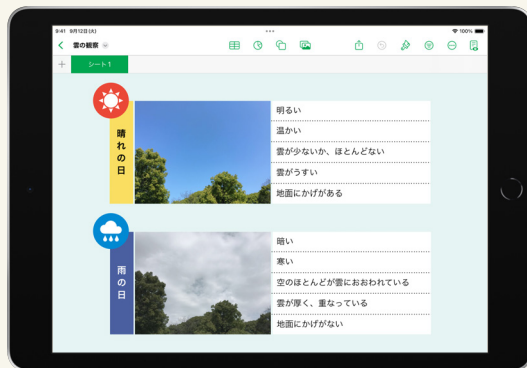 9:41 9月12日(火)
100%
雲の観察
シート1
晴れの日
明るい
温かい
雲が少ないか、ほとんどない
雲がうすい
地面にかげがある
雨の日
暗い
寒い
空のほとんどが雲におおわれている
雲が厚く、重なっている
地面にかげがない